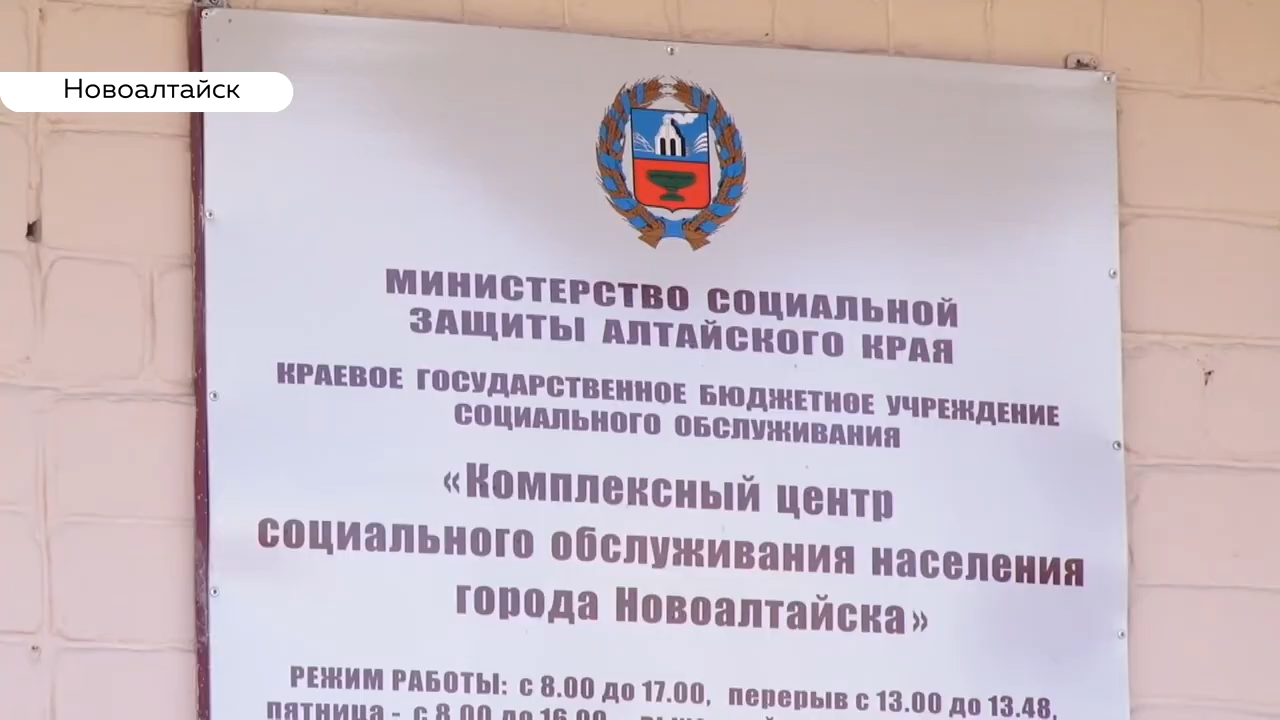 Новоалтайск
МИНИСТЕРСТВО СОЦИАЛЬНОЙ
ЗАЩИТЫ АЛТАЙСКОГО КРАЯ
КРАЕВОЕ ГОСУДАРСТВЕННОЕ БЮДЖЕТНОЕ УЧРЕЖДЕНИЕ
СОЦИАЛЬНОГО ОБСЛУЖИВАНИЯ
«Комплексный центр
социального обслуживания населения
города Новоалтайска»
РЕЖИМ РАБОТЫ: с 8.00 до 17.00, перерыв с 13.00 до 13.48,
пятница - с 8.00 до 16.00